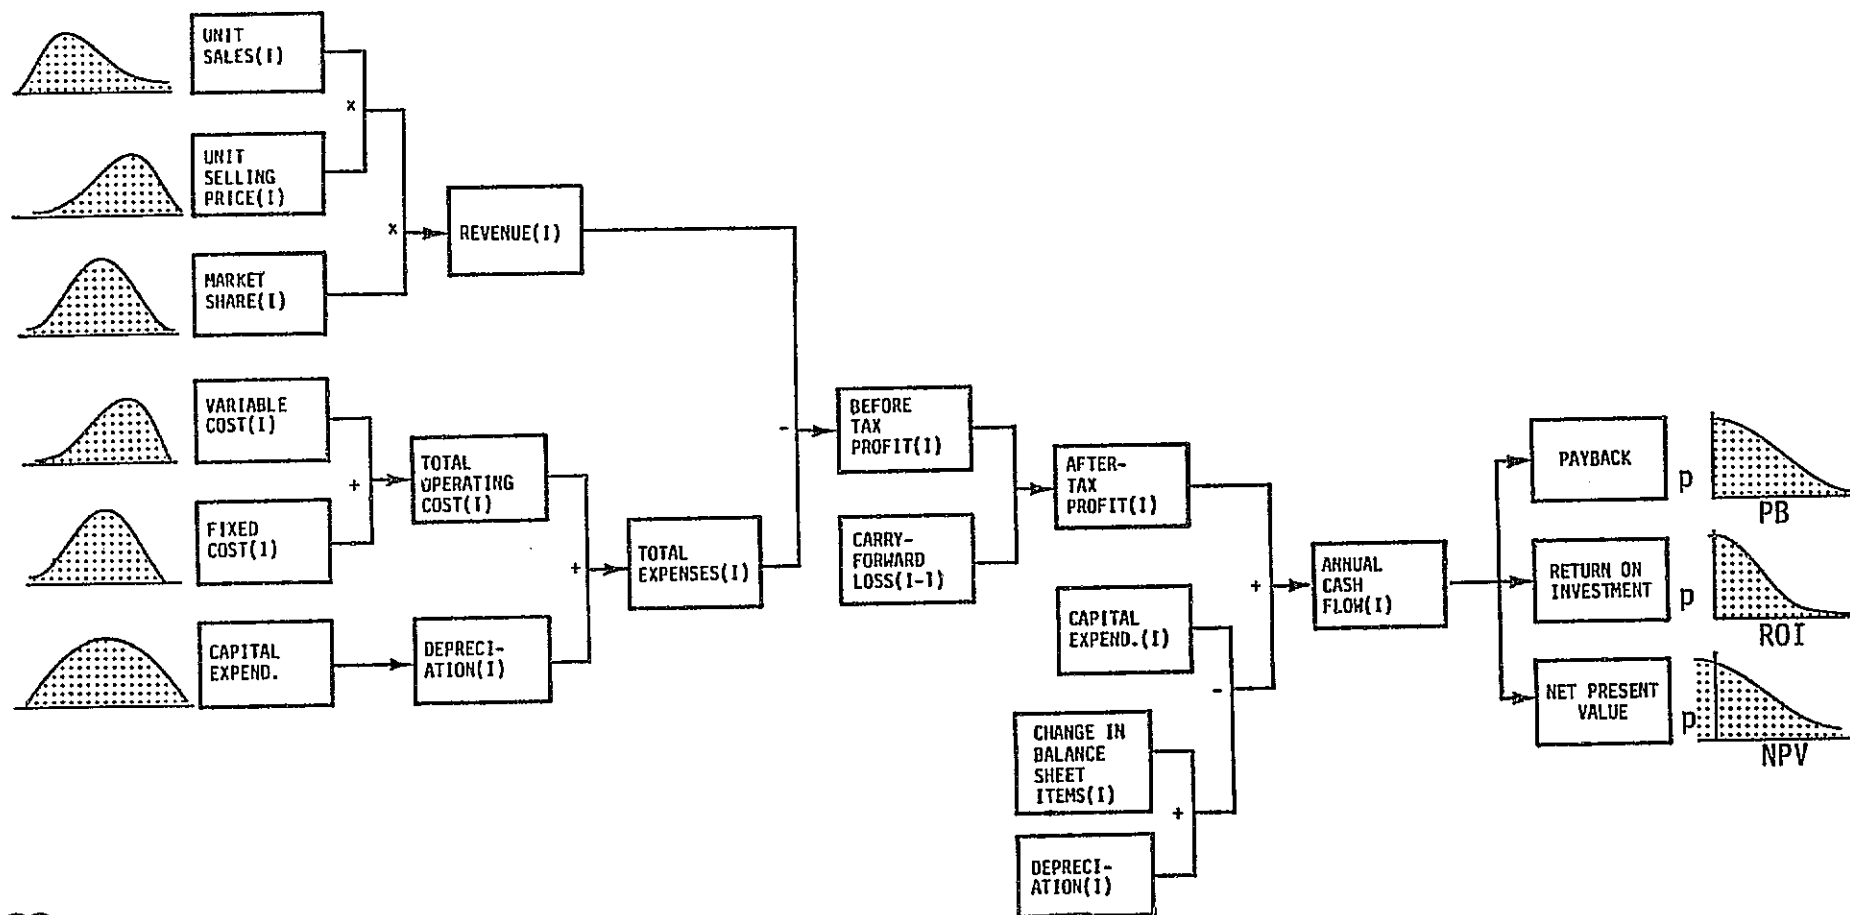 UNIT
SALES(I)
x
UNIT
SELLING
PRICE(I)
x
REVENUE(I)
MARKET
SHARE(I)
VARIABLE
COST(I)
+
FIXED
COST(I)
TOTAL
OPERATING
COST(I)
CAPITAL
EXPEND.
DEPRECI-
ATION(I)
+
TOTAL
EXPENSES(I)
-
BEFORE
TAX
PROFIT(I)
CARRY-
FORWARD
LOSS(I-1)
AFTER-
TAX
PROFIT(I)
CAPITAL
EXPEND.(I)
-
CHANGE IN
BALANCE
SHEET
ITEMS(I)
+
DEPRECI-
ATION(I)
+
ANNUAL
CASH
FLOW(I)
PAYBACK
p
PB
RETURN ON
INVESTMENT
p
ROI
NET PRESENT
VALUE
p
NPV